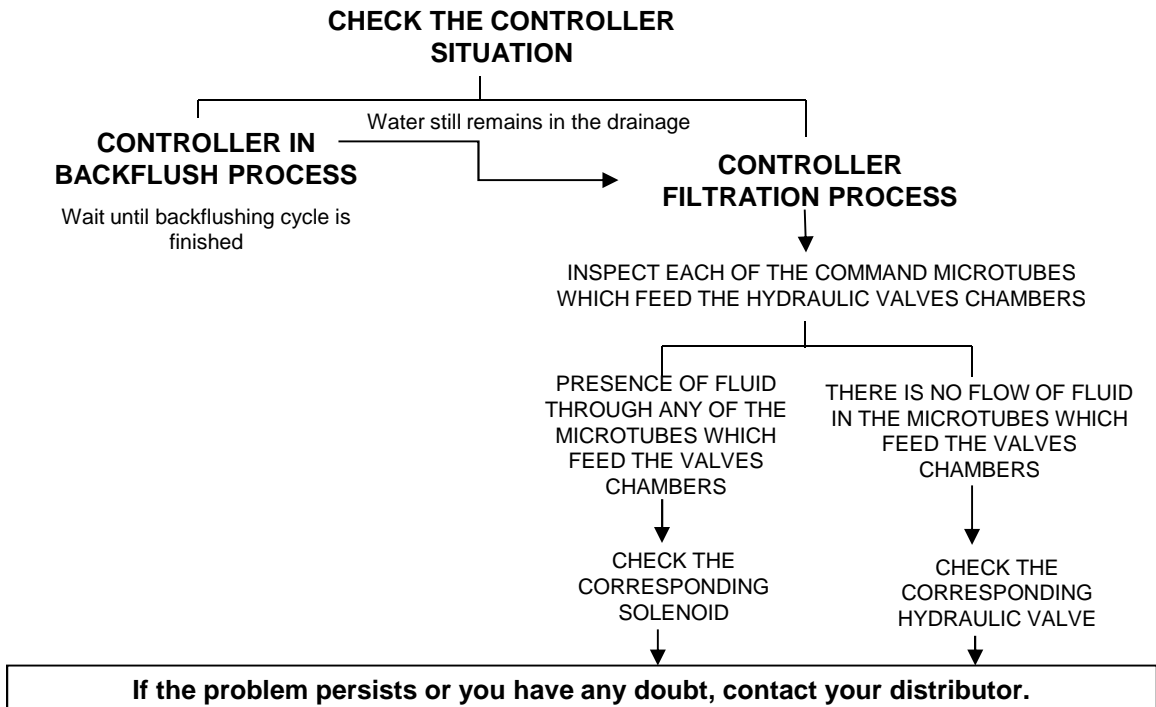 CHECK THE CONTROLLER
SITUATION
Water still remains in the drainage
CONTROLLER IN
BACKFLUSH PROCESS
Wait until backflushing cycle is
finished
CONTROLLER
FILTRATION PROCESS
INSPECT EACH OF THE COMMAND MICROTUBES
WHICH FEED THE HYDRAULIC VALVES CHAMBERS
PRESENCE OF FLUID
THROUGH ANY OF THE
MICROTUBES WHICH
FEED THE VALVES
CHAMBERS
THERE IS NO FLOW OF FLUID
IN THE MICROTUBES WHICH
FEED THE VALVES
CHAMBERS
CHECK THE
CORRESPONDING
SOLENOID
CHECK THE
CORRESPONDING
HYDRAULIC VALVE
If the problem persists or you have any doubt, contact your distributor.